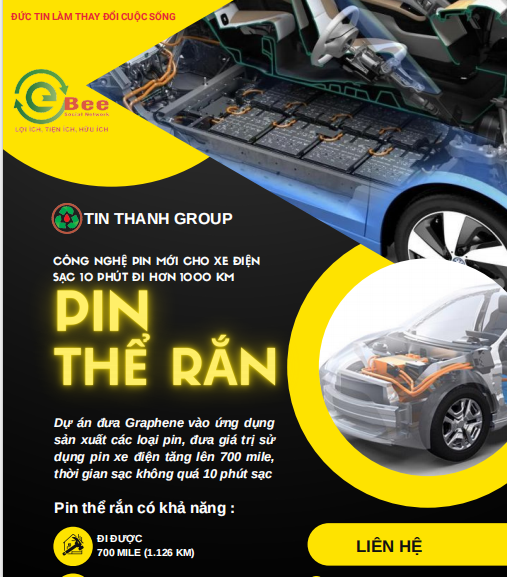 ĐỨC TIN LÀM THAY ĐỔI CUỘC SỐNG
eBee
Social Network
LỢI ÍCH, TIỆN ÍCH, HỮU ÍCH
TIN THANH GROUP
CÔNG NGHỆ PIN MỚI CHO XE ĐIỆN
SẠC 10 PHÚT ĐI HƠN 1000 KM
PIN
THỂ RẮN
Dự án đưa Graphene vào ứng dụng
sản xuất các loại pin, đưa giá trị sử
dụng pin xe điện tăng lên 700 mile,
thời gian sạc không quá 10 phút sạc
Pin thể rắn có khả năng :
ĐI ĐƯỢC
700 MILE (1.126 KM)
LIÊN HỆ